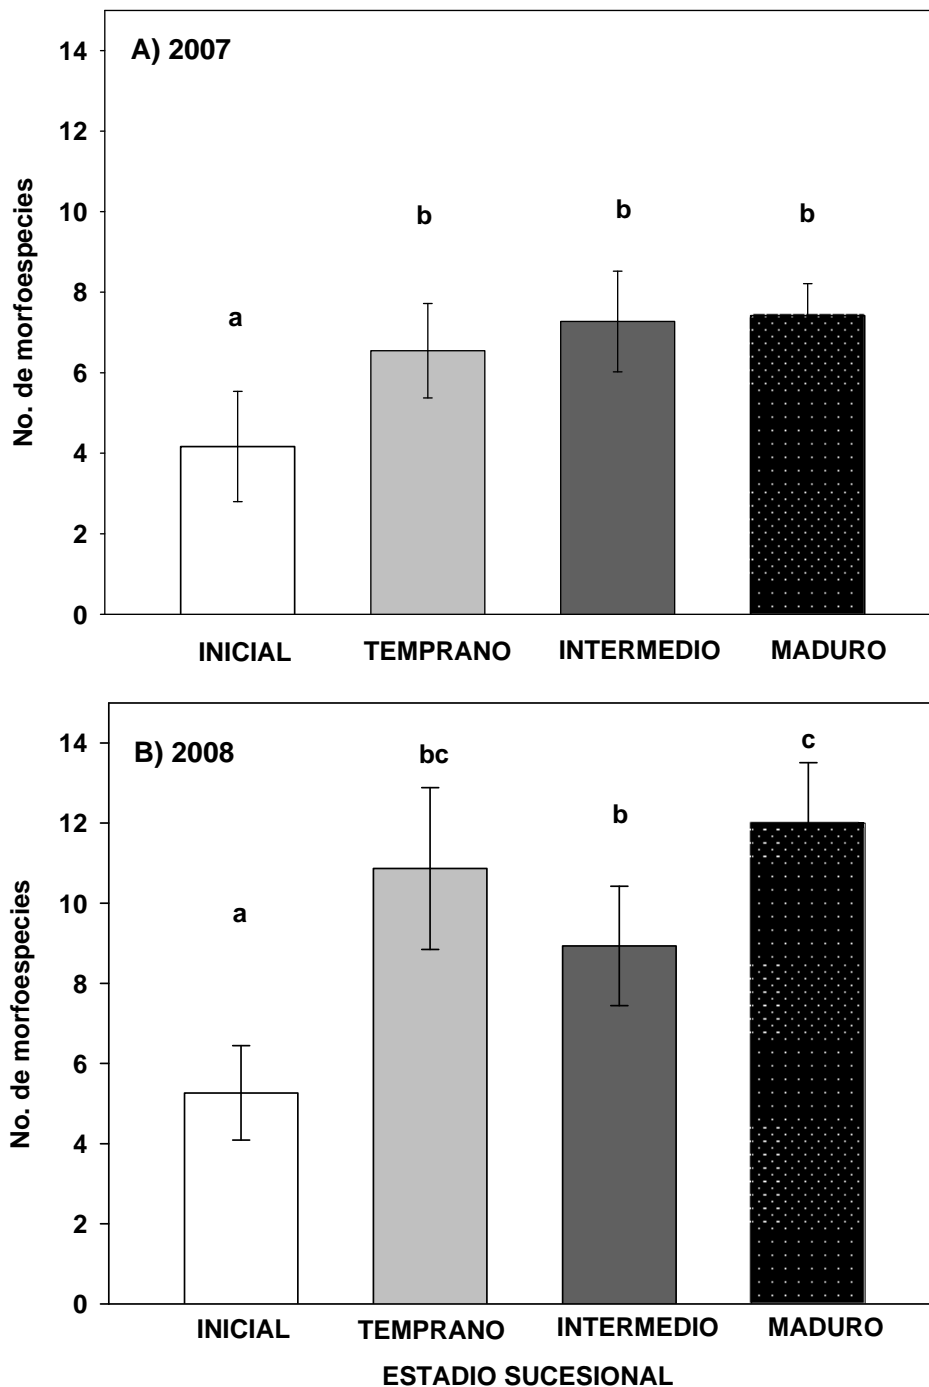 A) 2007
No. de morfoespecies
14
12
10
8
6
4
2
0
a
b
b
b
INICIAL TEMPRANO INTERMEDIO MADURO
B) 2008
No. de morfoespecies
14
12
10
8
6
4
2
0
a
bc
b
c
INICIAL TEMPRANO INTERMEDIO MADURO
ESTADIO SUCESIONAL